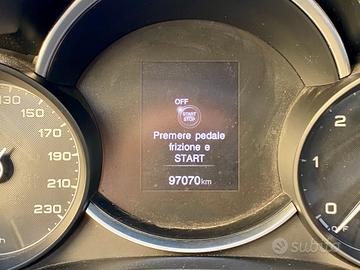 OFF
START
STOP
Premere pedale
frizione e
START
97070km
130
150
170
190
210
230
0
1
2
subito